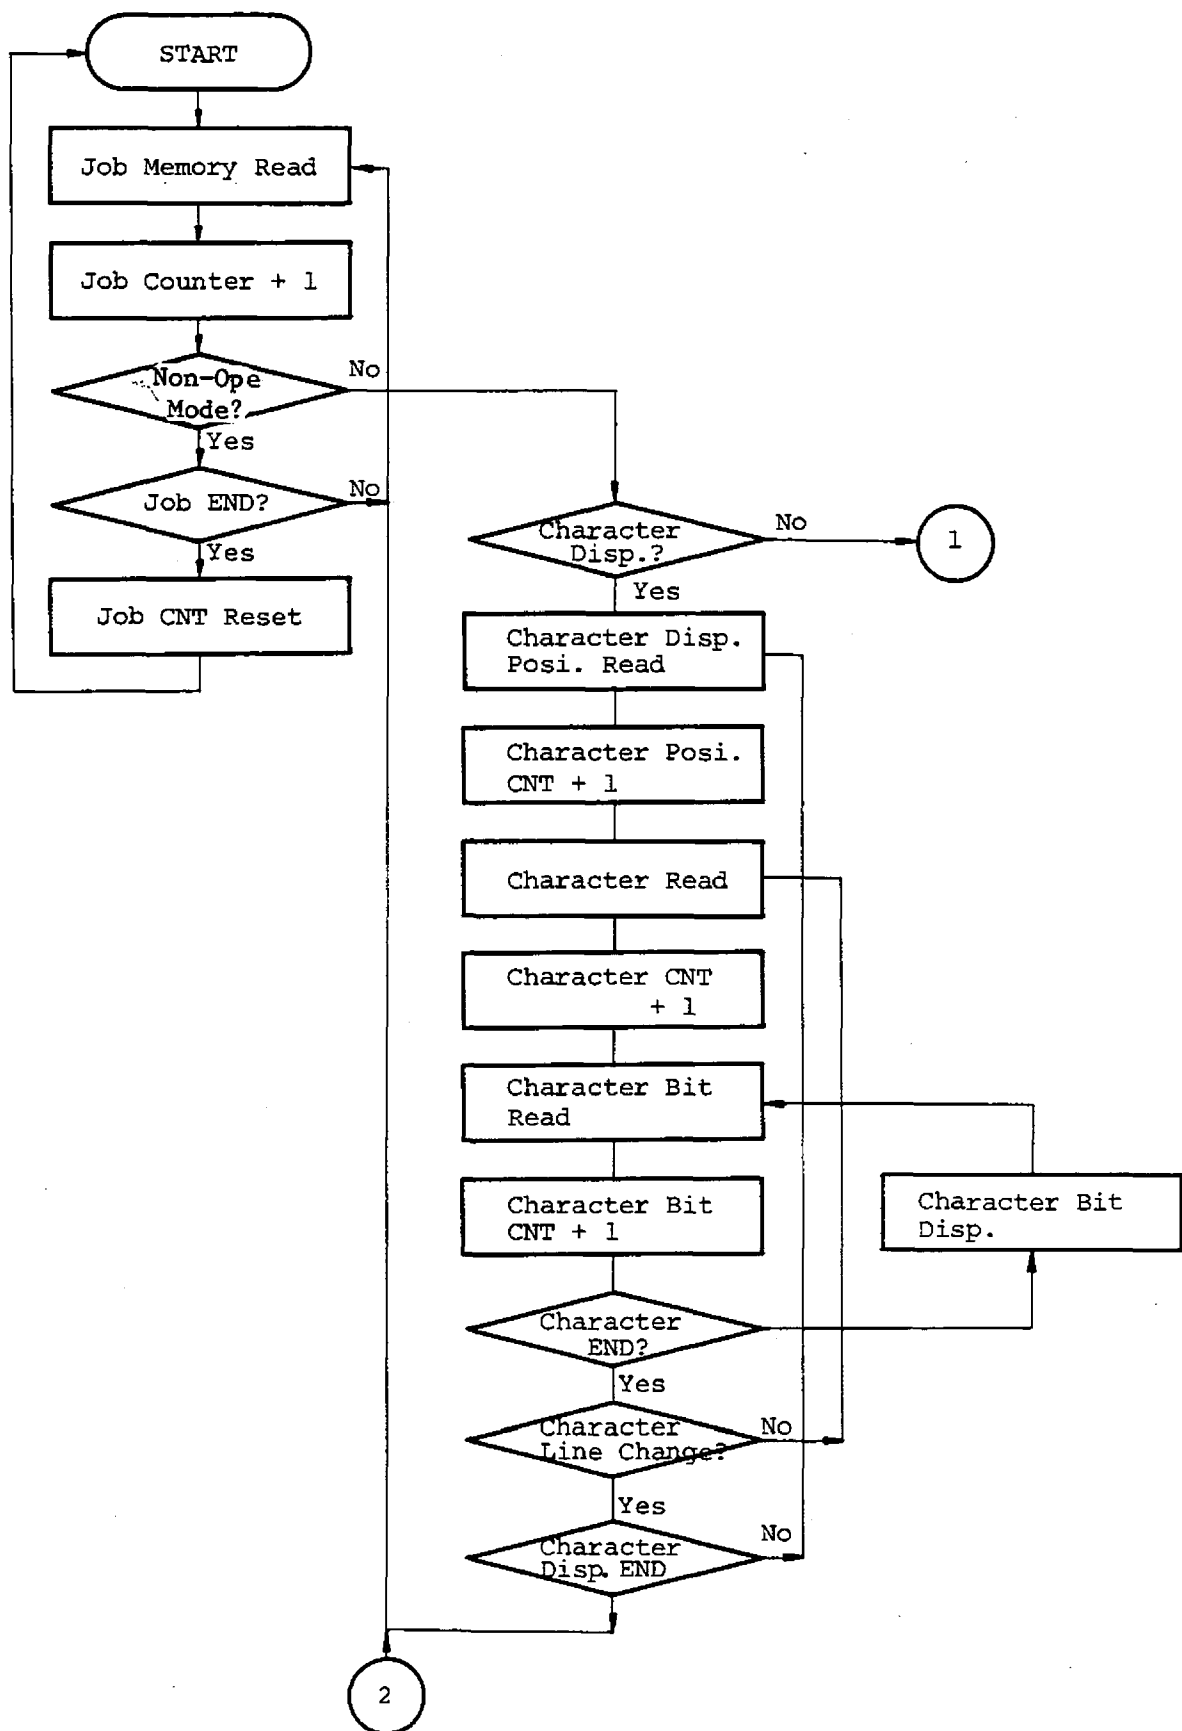 START
Job Memory Read
Job Counter + 1
Non-Ope
Mode?
No
Yes
Job END?
No
Yes
Job CNT Reset
Character
Disp.?
No
1
Yes
Character Disp.
Posi. Read
Character Posi.
CNT + 1
Character Read
Character CNT
+ 1
Character Bit
Read
Character Bit
CNT + 1
Character Bit
Disp.
Character
END?
Yes
Character
Line Change?
No
Yes
Character
Disp. END
No
2